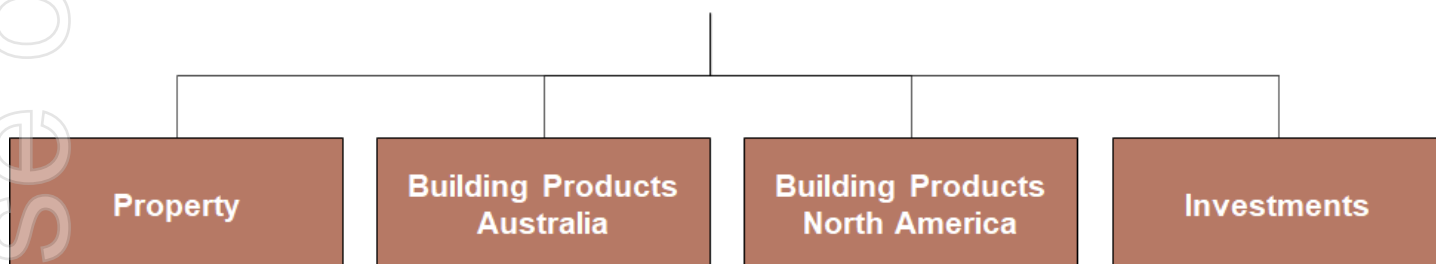 Property
Building Products
Australia
Building Products
North America
Investments